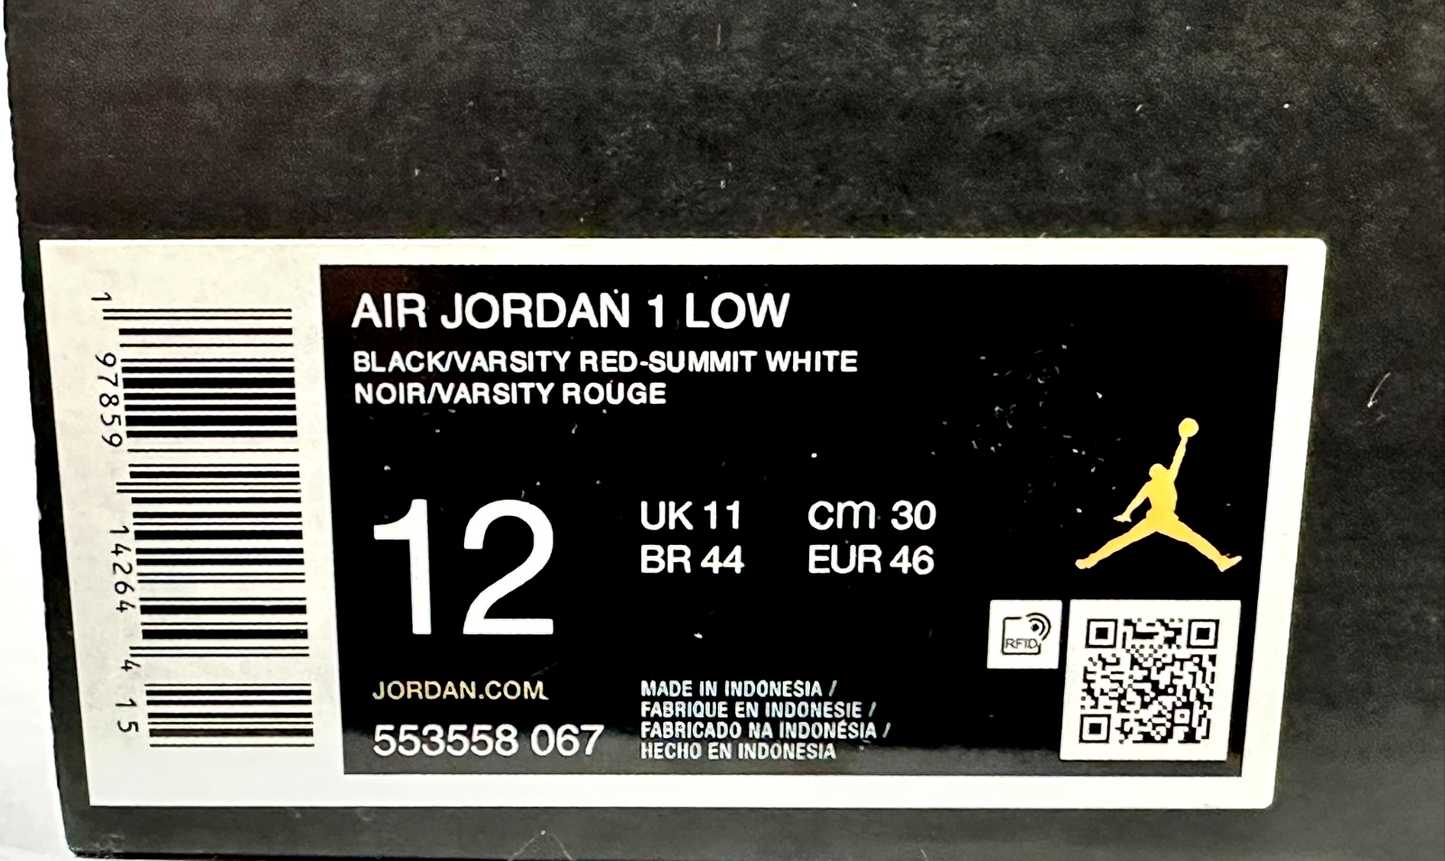 AIR JORDAN 1 LOW
BLACK/VARSITY RED-SUMMIT WHITE
NOIR/VARSITY ROUGE
12
UK 11
cm 30
BR 44
EUR 46
RFID
JORDAN.COM
553558 067
MADE IN INDONESIA /
FABRIQUE EN INDONESIE /
FABRICADO NA INDONÉSIA /
HECHO EN INDONESIA
1 97859 14264 4 15